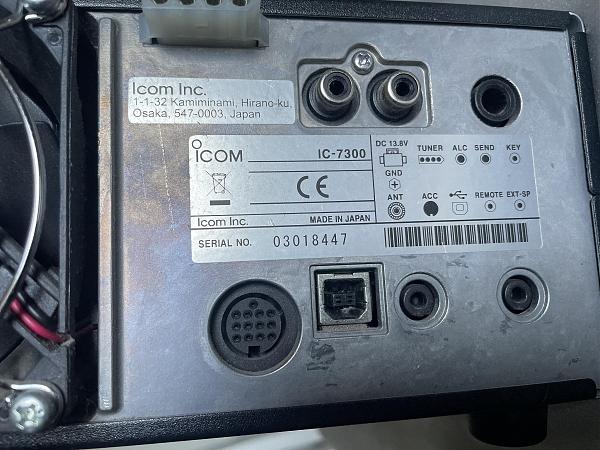 Icom Inc.
1-1-32 Kamiminami, Hirano-ku,
Osaka, 547-0003, Japan
ICOM IC-7300
CE
Icom Inc. MADE IN JAPAN
SERIAL NO. 03018447
DC 13.8V TUNER ALC SEND KEY
GND
ANT ACC REMOTE EXT-SP